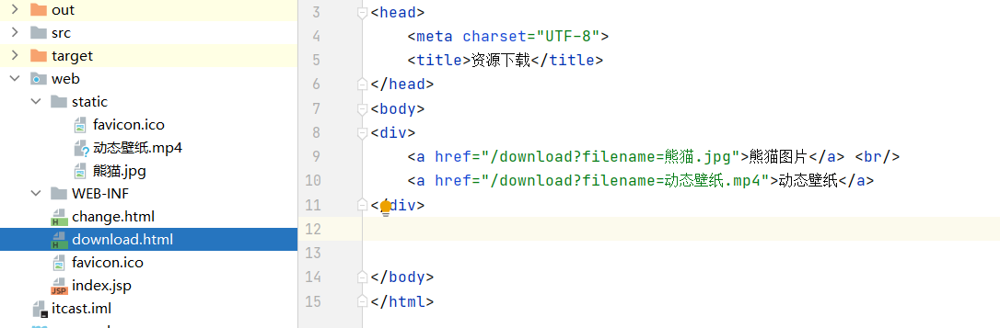 out
src
target
web
static
favicon.ico
动态壁纸.mp4
熊猫.jpg
WEB-INF
change.html
download.html
favicon.ico
index.jsp
itcast.iml
3 <head>
4 <meta charset="UTF-8">
5 <title>资源下载</title>
6 </head>
7 <body>
8 <div>
9 <a href="/download?filename=熊猫.jpg">熊猫图片</a> <br/>
10 <a href="/download?filename=动态壁纸.mp4">动态壁纸</a>
11 </div>
12
13
14 </body>
15 </html>